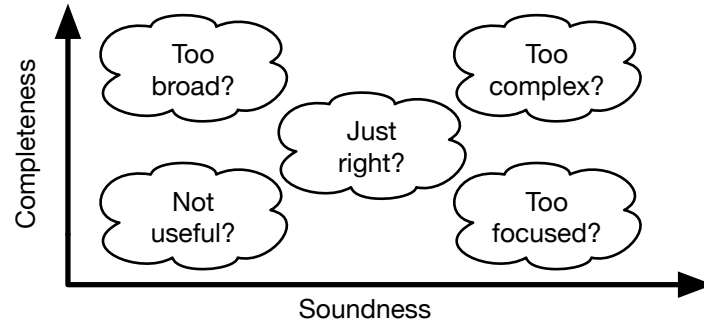 Completeness
Too
broad?
Too
complex?
Just
right?
Not
useful?
Too
focused?
Soundness